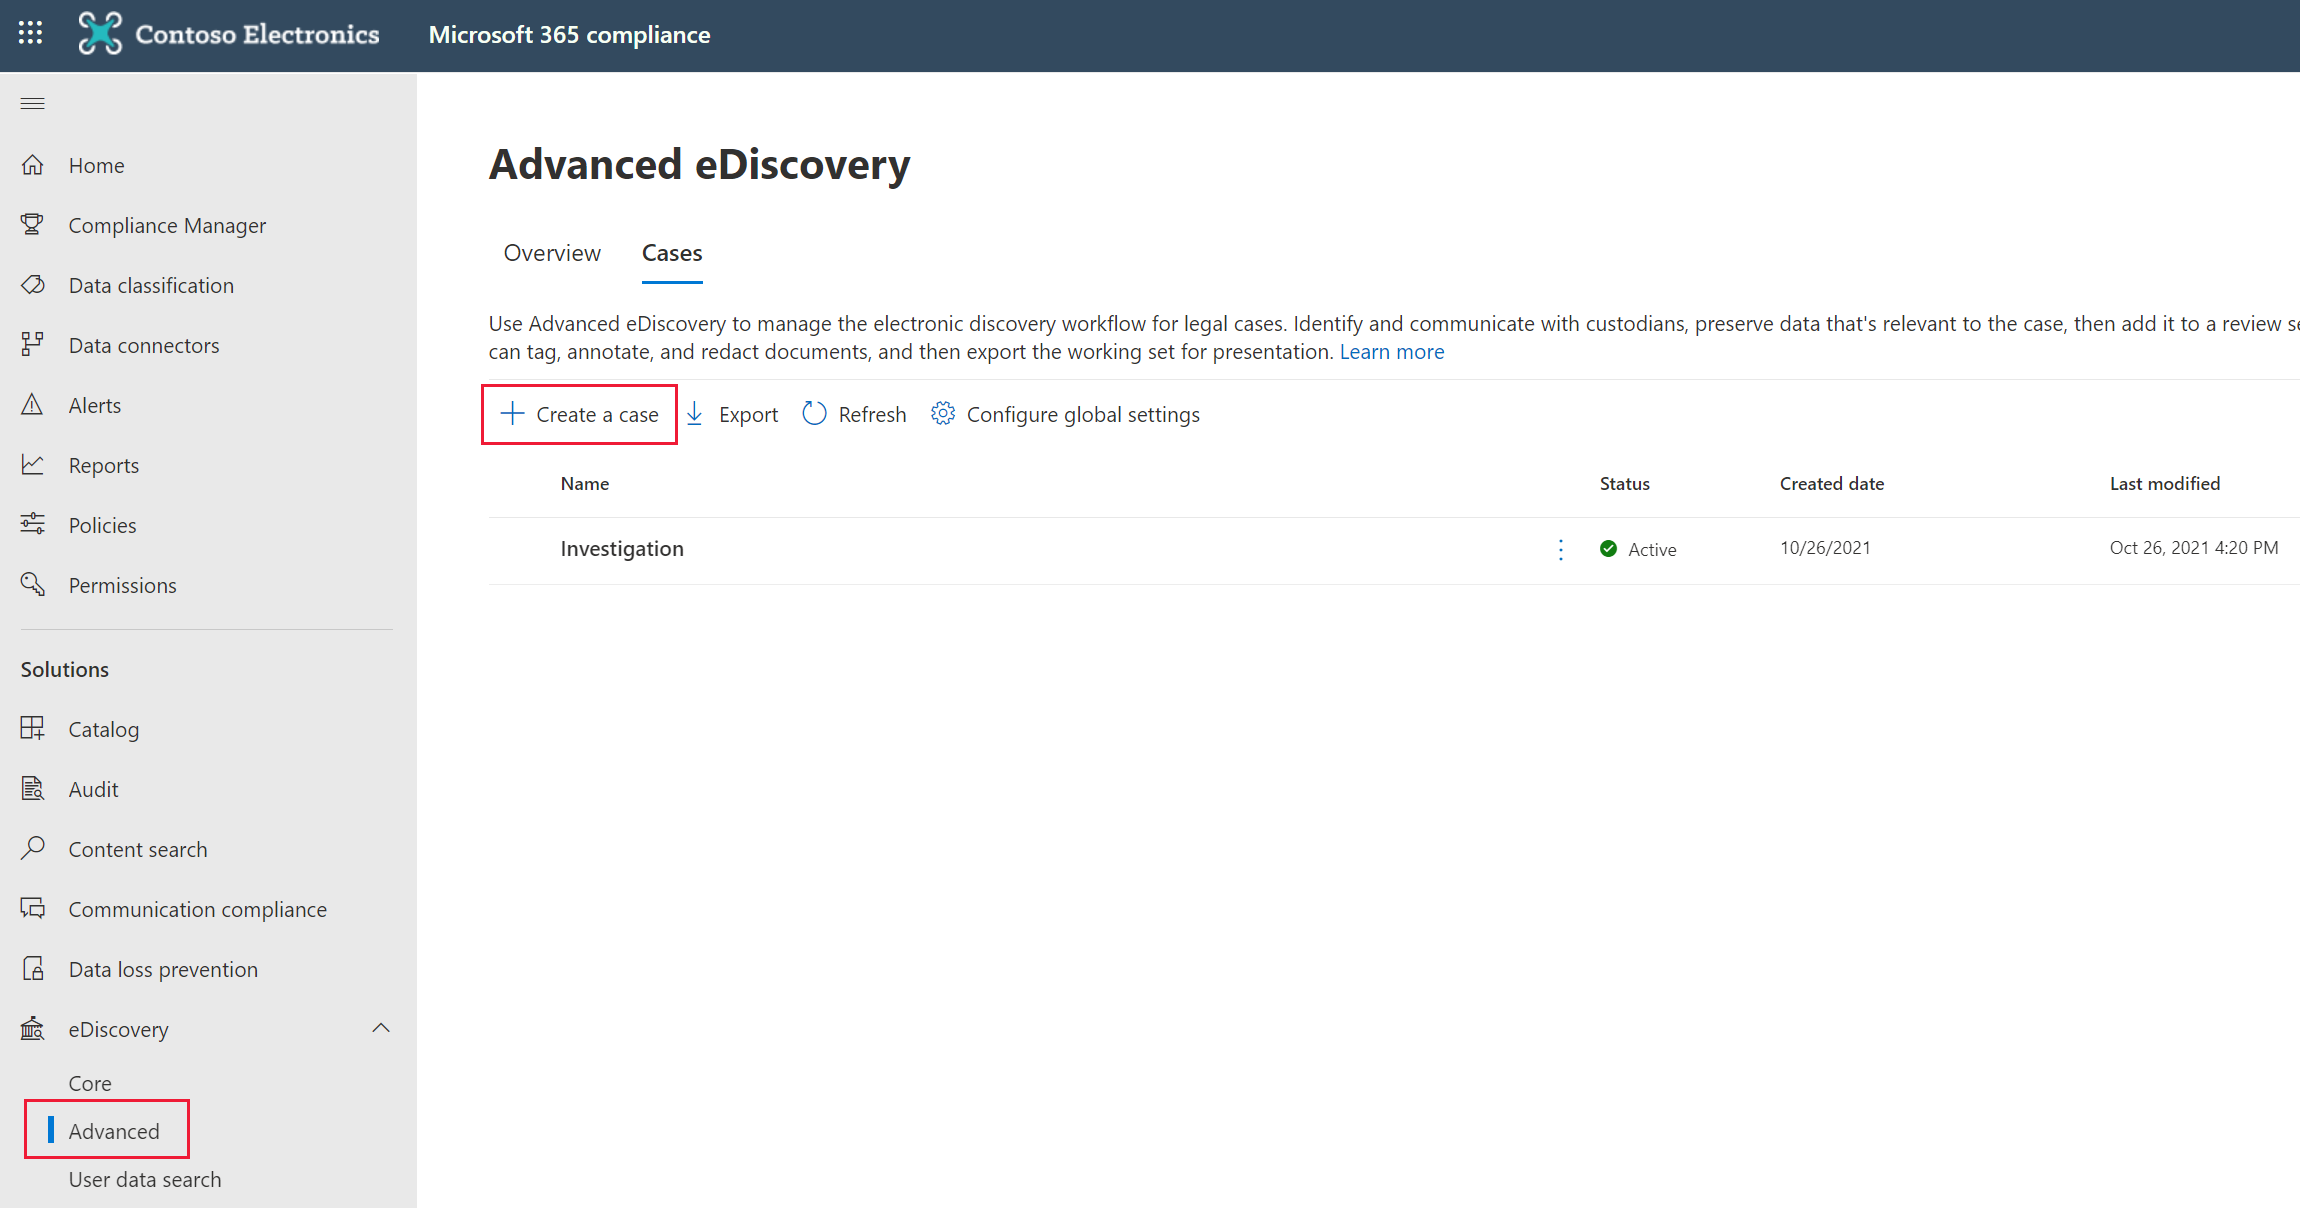 Contoso Electronics
Microsoft 365 compliance
Home
Compliance Manager
Data classification
Data connectors
Alerts
Reports
Policies
Permissions
Solutions
Catalog
Audit
Content search
Communication compliance
Data loss prevention
eDiscovery
Core
Advanced
User data search
Advanced eDiscovery
Overview Cases
Use Advanced eDiscovery to manage the electronic discovery workflow for legal cases. Identify and communicate with custodians, preserve data that's relevant to the case, then add it to a review
can tag, annotate, and redact documents, and then export the working set for presentation. Learn more
Create a case Export Refresh Configure global settings
Name Status Created date Last modified
Investigation Active 10/26/2021 Oct 26, 2021 4:20 PM